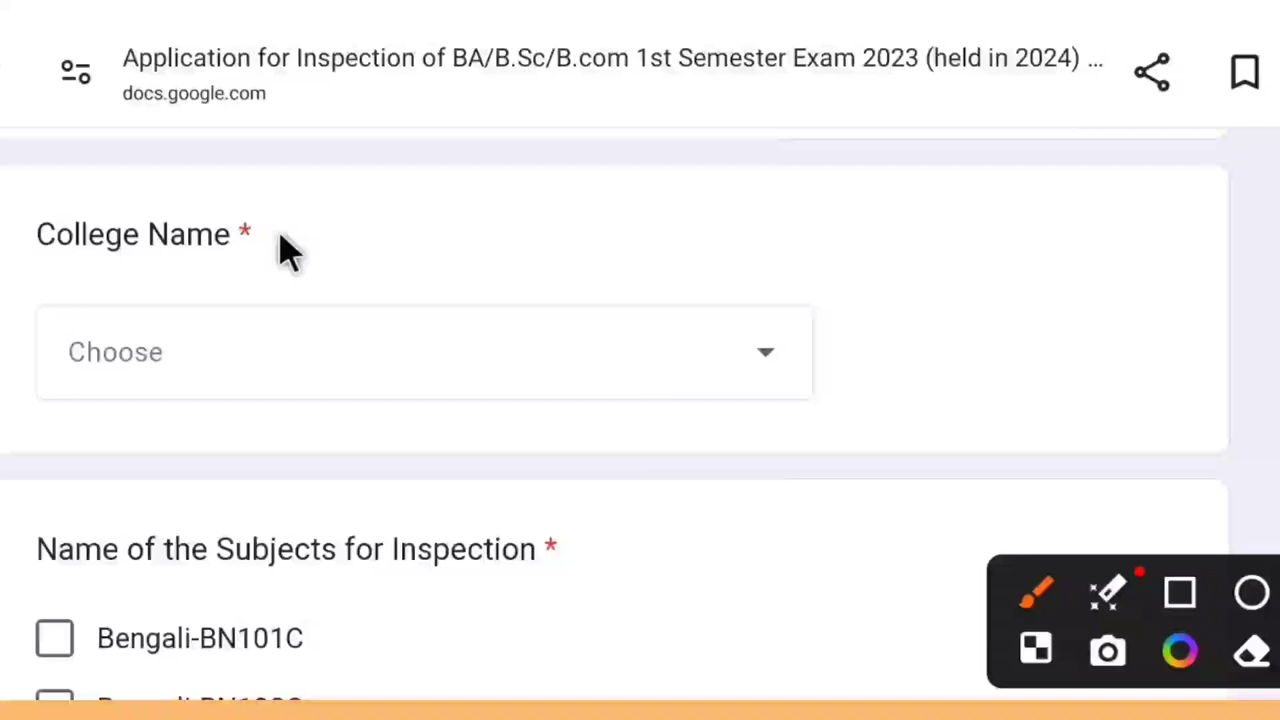 Application for Inspection of BA/B.Sc/B.com 1st Semester Exam 2023 (held in 2024) ...
docs.google.com
College Name *
Choose
Name of the Subjects for Inspection *
Bengali-BN101C